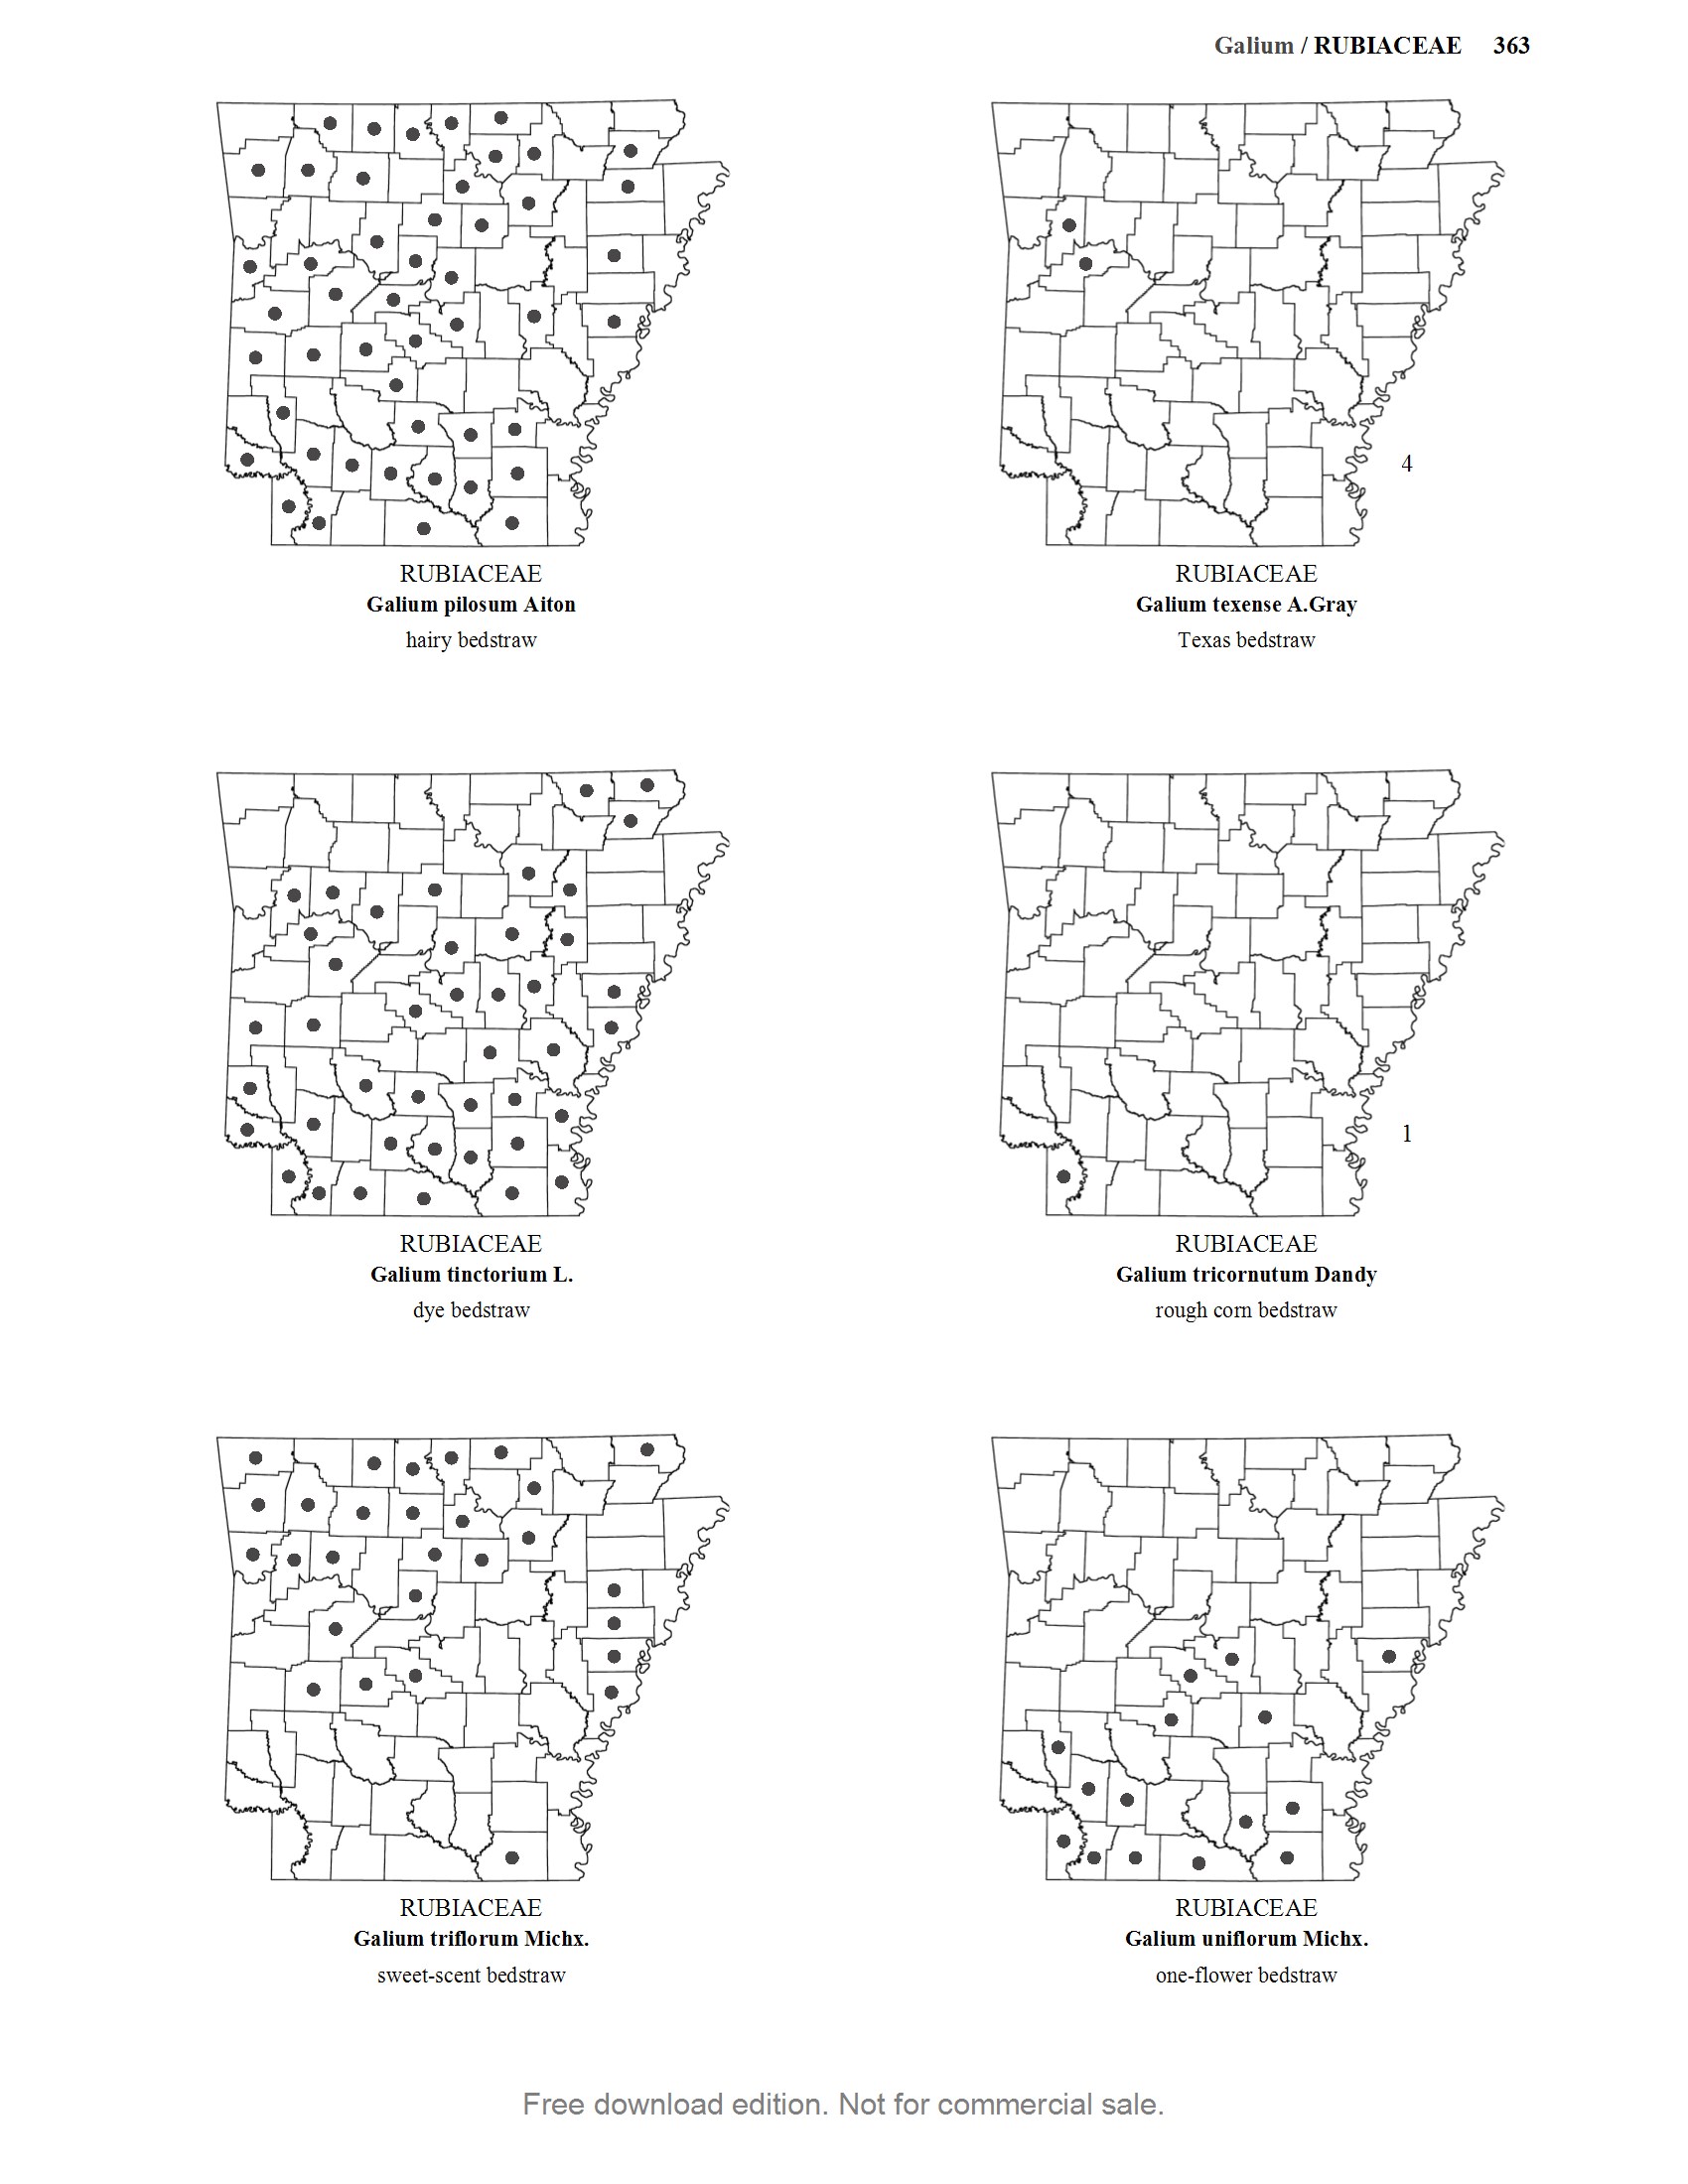 Galium / RUBIACEAE 363
4
RUBIACEAE
Galium pilosum Aiton
hairy bedstraw
RUBIACEAE
Galium texense A.Gray
Texas bedstraw
1
RUBIACEAE
Galium tinctorium L.
dye bedstraw
RUBIACEAE
Galium tricornutum Dandy
rough corn bedstraw
RUBIACEAE
Galium triflorum Michx.
sweet-scent bedstraw
RUBIACEAE
Galium uniflorum Michx.
one-flower bedstraw
Free download edition. Not for commercial sale.